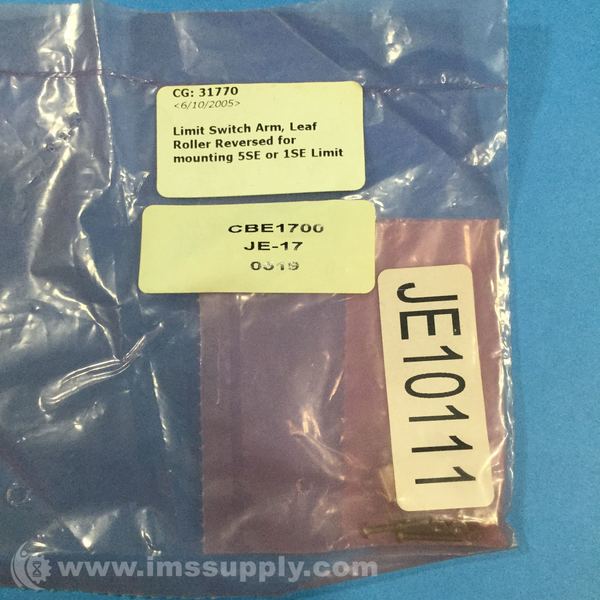 CG: 31770
<6/10/2005>
Limit Switch Arm, Leaf
Roller Reversed for
mounting 5SE or 1SE Limit
CBE1700
JE-17
0319
JE10111
www.imssupply.com